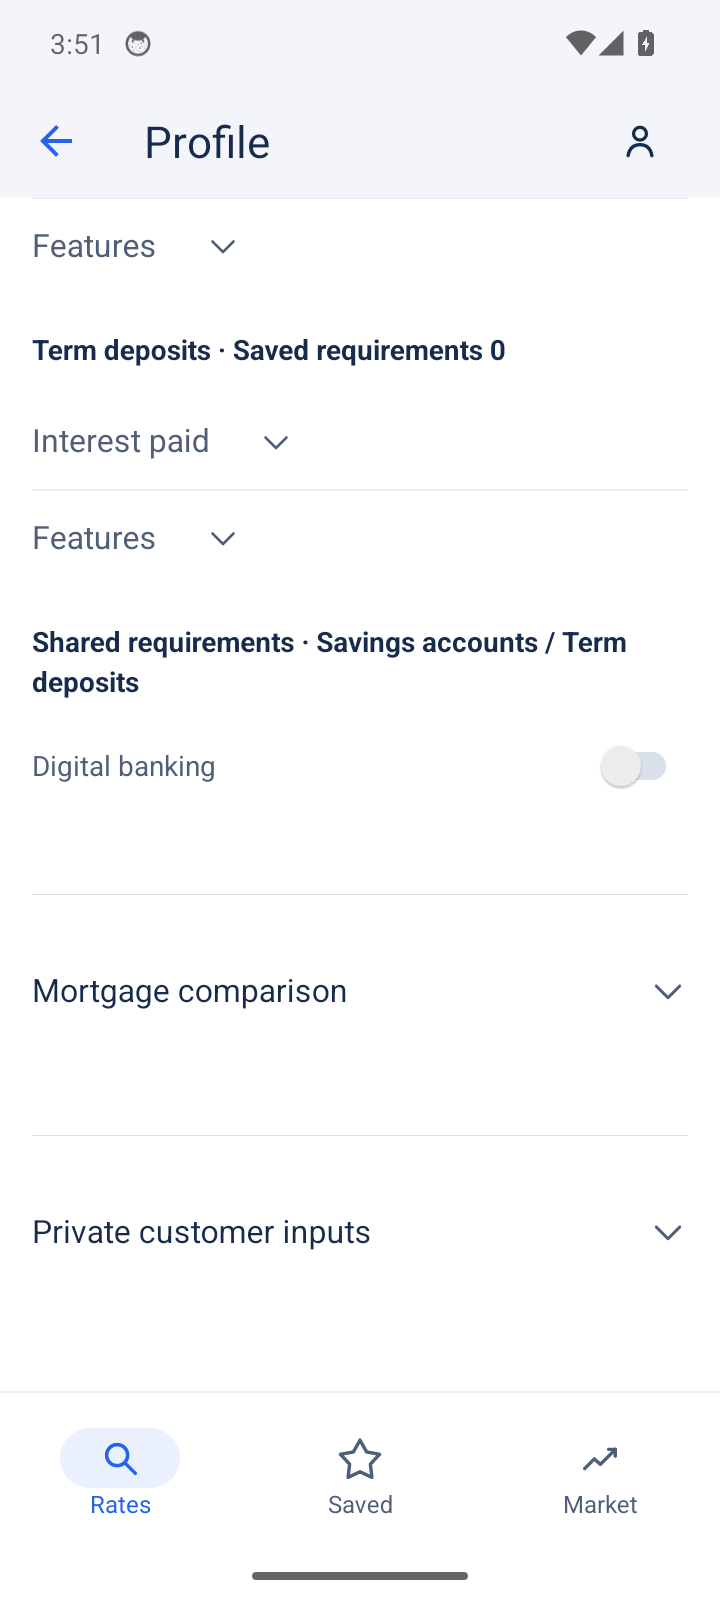 3:51
Profile
Features
Term deposits · Saved requirements 0
Interest paid
Features
Shared requirements · Savings accounts / Term
deposits
Digital banking
Mortgage comparison
Private customer inputs
Rates
Saved
Market